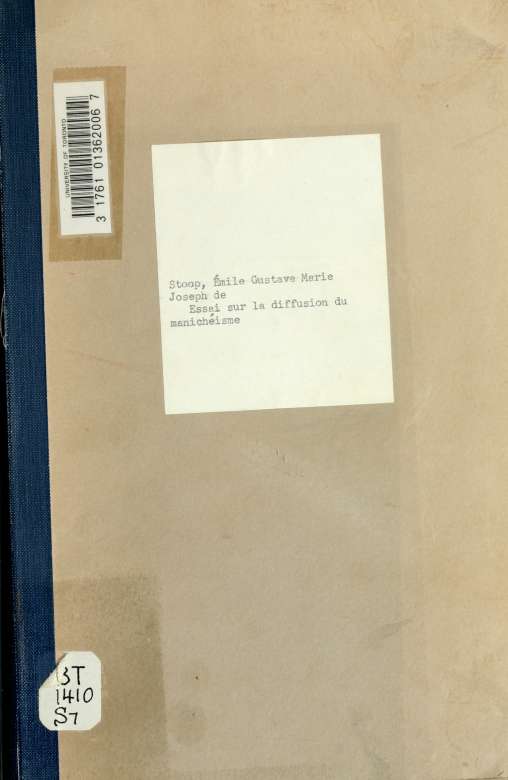 UNIVERSITY OF TORONTO
3 1761 01362006 7
Stoop, Émile Gustave Marie
Joseph de
Essai sur la diffusion du
manichéisme
BT
1410
S7